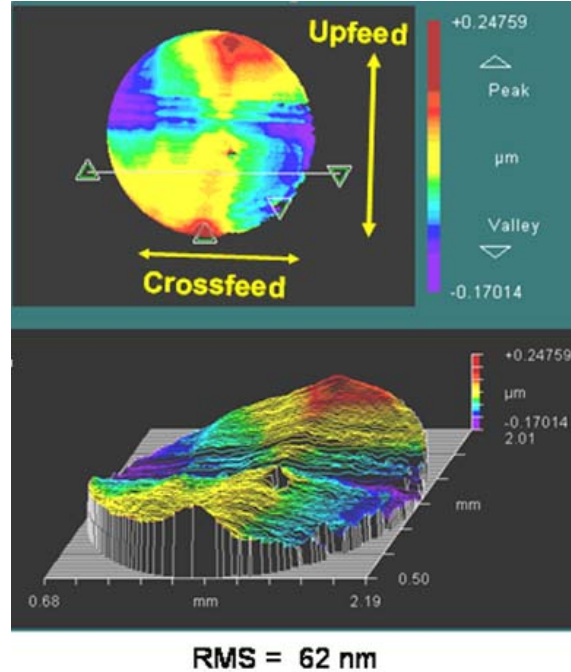 +0.24759
Upfeed
Peak
µm
Valley
-0.17014
Crossfeed
+0.24759
µm
-0.17014
2.01
mm
0.50
0.68
mm
2.19
RMS = 62 nm